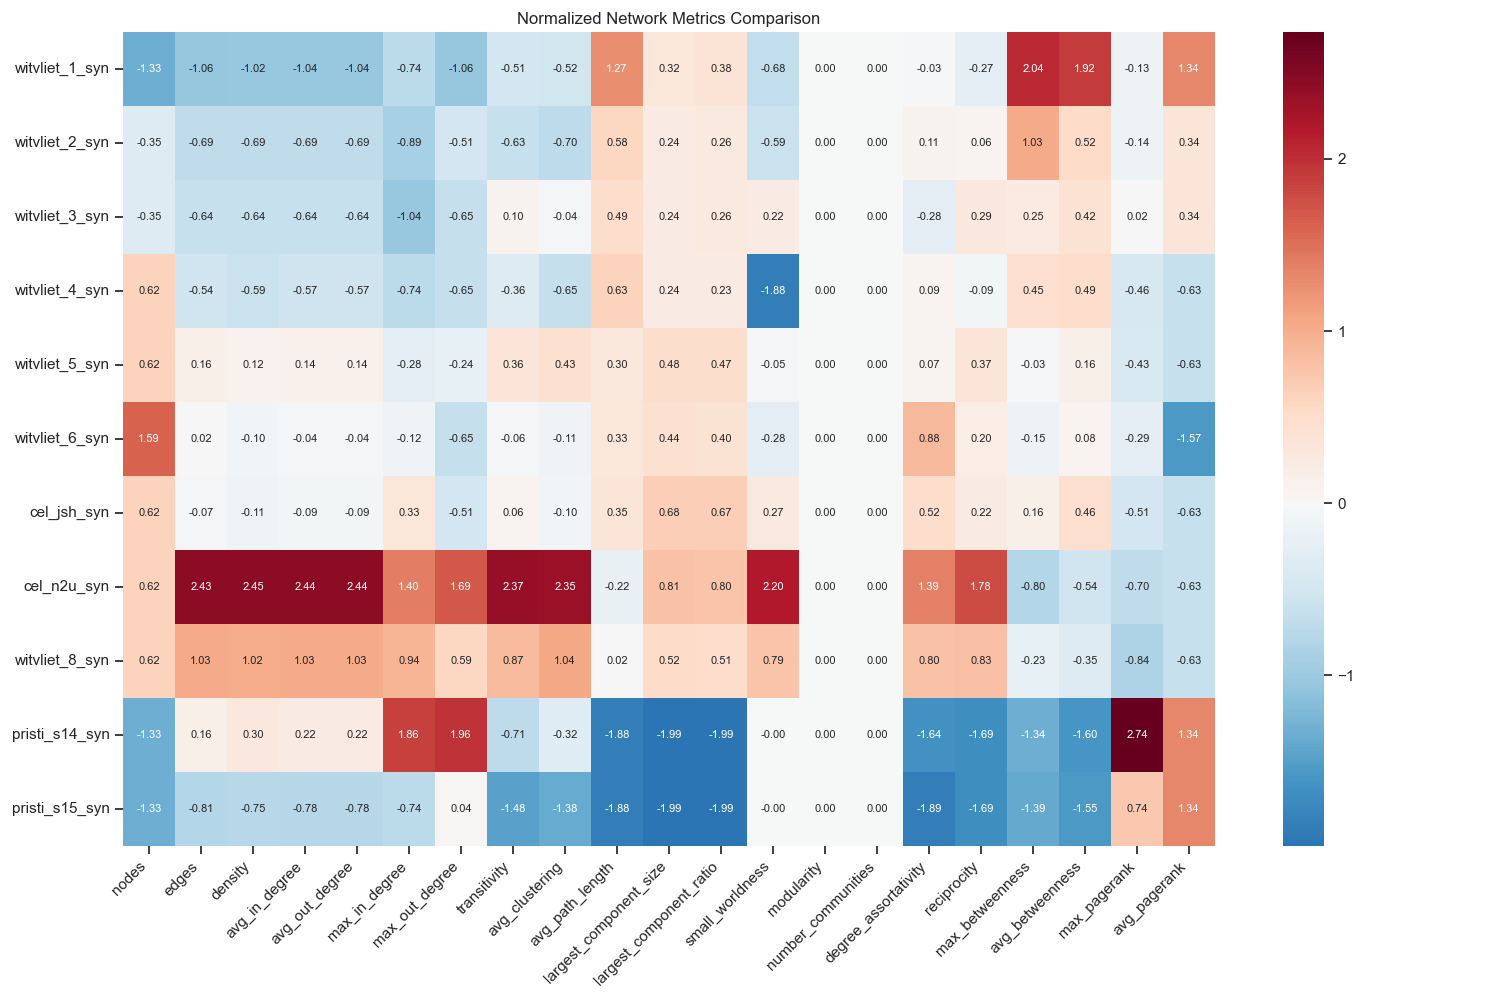 Normalized Network Metrics Comparison
witvliet_1_syn -1.33 -1.06 -1.02 -1.04 -1.04 -0.74 -1.06 -0.51 -0.52 1.27 0.32 0.38 -0.68 0.00 0.00 -0.03 -0.27 2.04 1.92 -0.13 1.34
witvliet_2_syn -0.35 -0.69 -0.69 -0.69 -0.69 -0.89 -0.51 -0.63 -0.70 0.58 0.24 0.26 -0.59 0.00 0.00 0.11 0.06 1.03 0.52 -0.14 0.34
witvliet_3_syn -0.35 -0.64 -0.64 -0.64 -0.64 -1.04 -0.65 0.10 -0.04 0.49 0.24 0.26 0.22 0.00 0.00 -0.28 0.29 0.25 0.42 0.02 0.34
witvliet_4_syn 0.62 -0.54 -0.59 -0.57 -0.57 -0.74 -0.65 -0.36 -0.65 0.63 0.24 0.23 -1.88 0.00 0.00 0.09 -0.09 0.45 0.49 -0.46 -0.63
witvliet_5_syn 0.62 0.16 0.12 0.14 0.14 -0.28 -0.24 0.36 0.43 0.30 0.48 0.47 -0.05 0.00 0.00 0.07 0.37 -0.03 0.16 -0.43 -0.63
witvliet_6_syn 1.59 0.02 -0.10 -0.04 -0.04 -0.12 -0.65 -0.06 -0.11 0.33 0.44 0.40 -0.28 0.00 0.00 0.88 0.20 -0.15 0.08 -0.29 -1.57
cel_jsh_syn 0.62 -0.07 -0.11 -0.09 -0.09 0.33 -0.51 0.06 -0.10 0.35 0.68 0.67 0.27 0.00 0.00 0.52 0.22 0.16 0.46 -0.51 -0.63
cel_n2u_syn 0.62 2.43 2.45 2.44 2.44 1.40 1.69 2.37 2.35 -0.22 0.81 0.80 2.20 0.00 0.00 1.39 1.78 -0.80 -0.54 -0.70 -0.63
witvliet_8_syn 0.62 1.03 1.02 1.03 1.03 0.94 0.59 0.87 1.04 0.02 0.52 0.51 0.79 0.00 0.00 0.80 0.83 -0.23 -0.35 -0.84 -0.63
pristi_s14_syn -1.33 0.16 0.30 0.22 0.22 1.86 1.96 -0.71 -0.32 -1.88 -1.99 -1.99 -0.00 0.00 0.00 -1.64 -1.69 -1.34 -1.60 2.74 1.34
pristi_s15_syn -1.33 -0.81 -0.75 -0.78 -0.78 -0.74 0.04 -1.48 -1.38 -1.88 -1.99 -1.99 -0.00 0.00 0.00 -1.89 -1.69 -1.39 -1.55 0.74 1.34
nodes
edges
density
avg_in_degree
avg_out_degree
max_in_degree
max_out_degree
transitivity
avg_clustering
avg_path_length
largest_component_size
largest_component_ratio
small_worldness
modularity
number_communities
degree_assortativity
reciprocity
max_betweenness
avg_betweenness
max_pagerank
avg_pagerank
2
1
0
−1